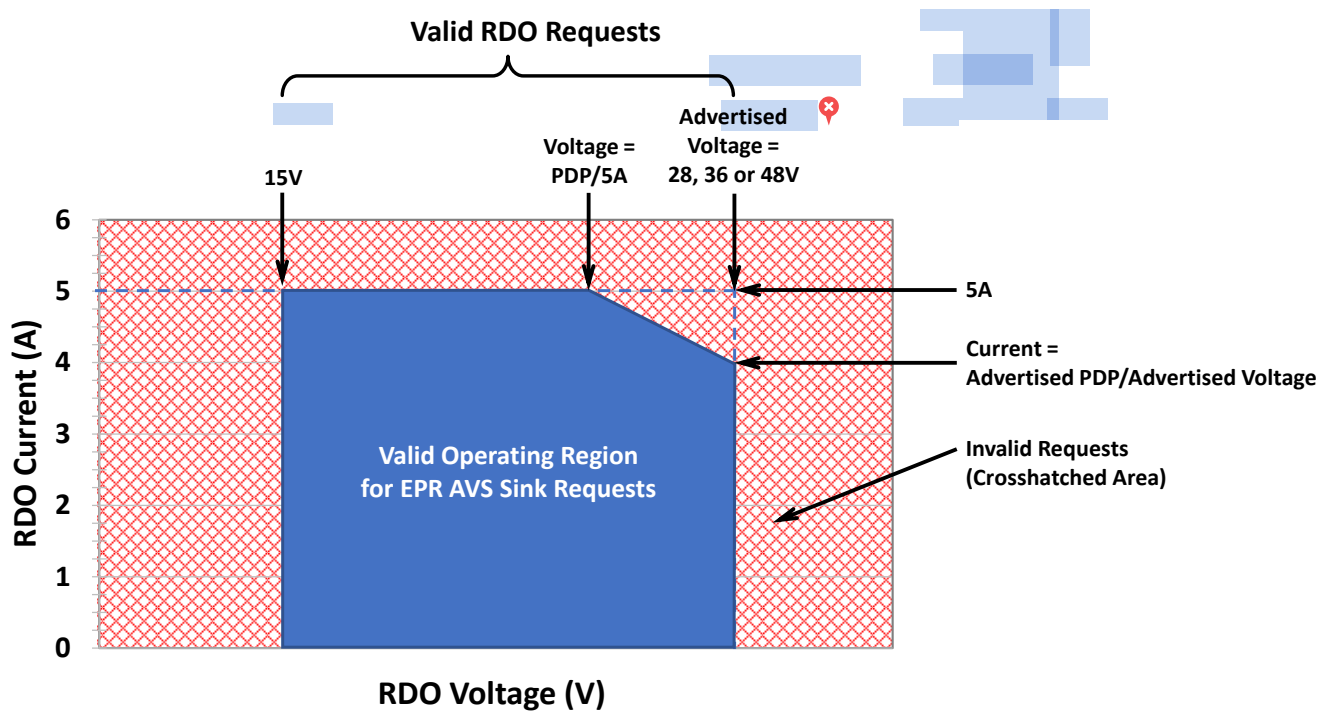 Valid RDO Requests
15V
Voltage =
PDP/5A
Advertised
Voltage =
28, 36 or 48V
6
5
4
3
2
1
0
RDO Current (A)
5A
Current =
Advertised PDP/Advertised Voltage
Invalid Requests
(Crosshatched Area)
Valid Operating Region
for EPR AVS Sink Requests
RDO Voltage (V)